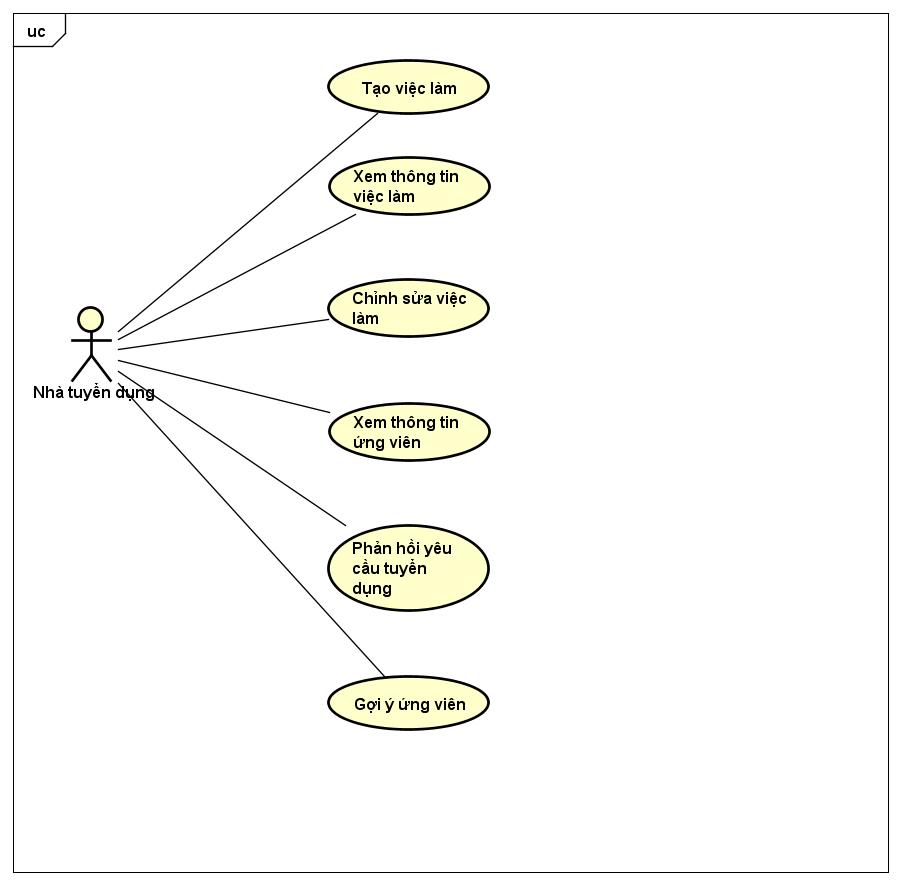 uc
Tạo việc làm
Xem thông tin
việc làm
Chỉnh sửa việc
làm
Nhà tuyển dụng
Xem thông tin
ứng viên
Phản hồi yêu
cầu tuyển
dụng
Gợi ý ứng viên